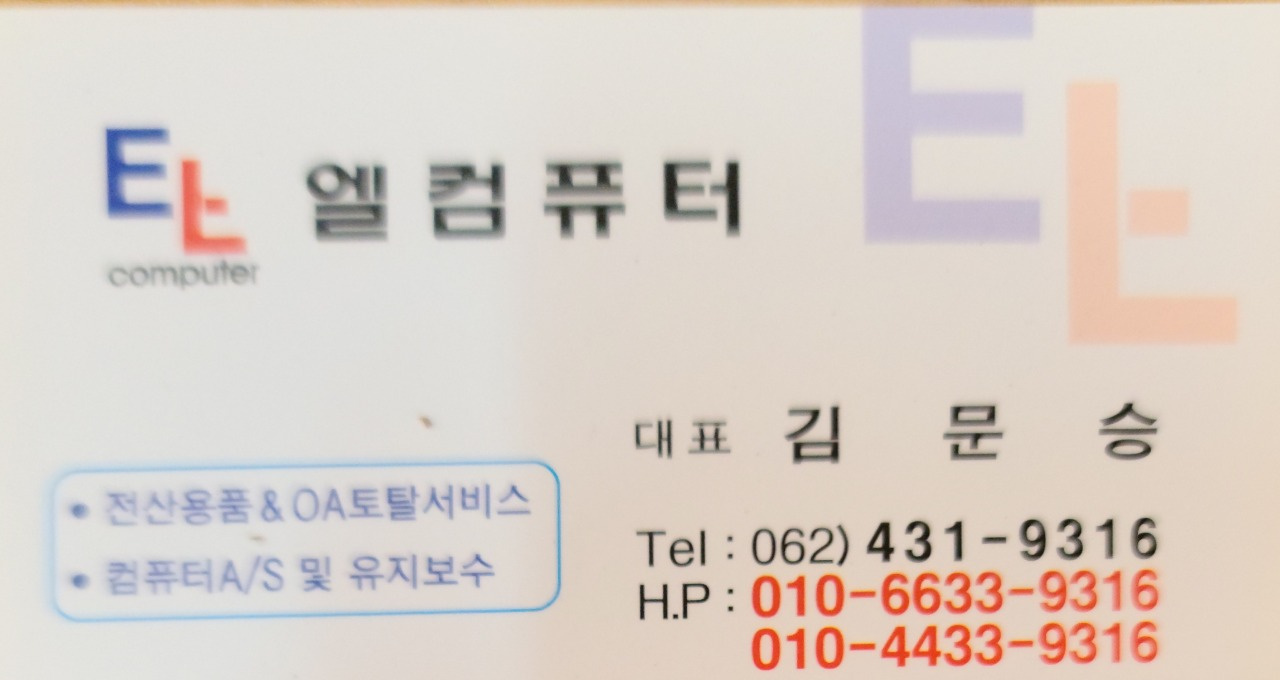 EL
computer
엘컴퓨터
EL
대표 김문승
• 전산용품&OA토탈서비스
• 컴퓨터A/S 및 유지보수
Tel : 062) 431-9316
H.P : 010-6633-9316
010-4433-9316